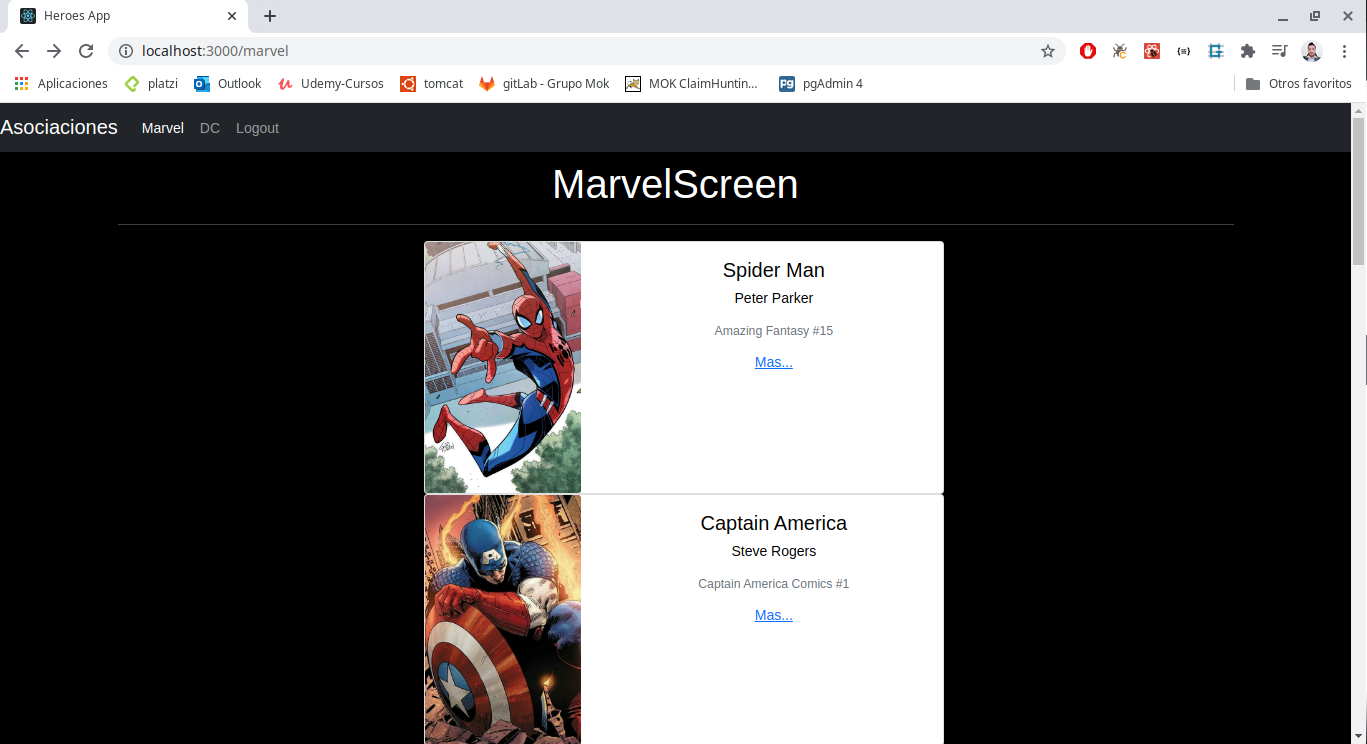 Heroes App
localhost:3000/marvel
Aplicaciones platzi Outlook Udemy-Cursos tomcat gitLab - Grupo Mok MOK ClaimHuntin... pgAdmin 4 Otros favoritos
Asociaciones Marvel DC Logout
MarvelScreen
Spider Man
Peter Parker
Amazing Fantasy #15
Mas...
Captain America
Steve Rogers
Captain America Comics #1
Mas...